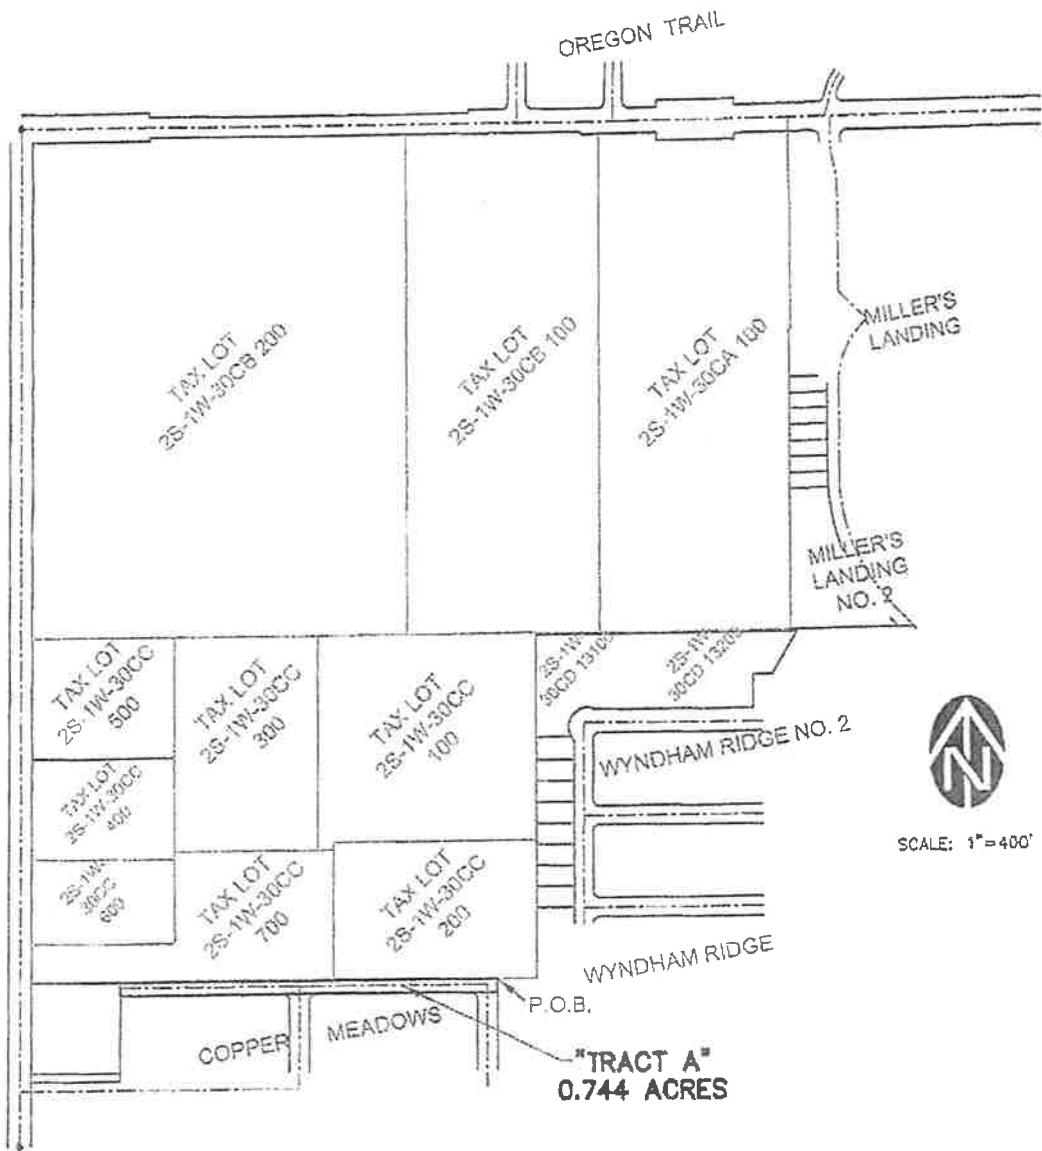 OREGON TRAIL
TAX LOT
2S-1W-30CB 200
TAX LOT
2S-1W-30CB 100
TAX LOT
2S-1W-30CA 100
MILLER'S
LANDING
MILLER'S
LANDING
NO. 2
TAX LOT
2S-1W-30CC
500
TAX LOT
2S-1W-30CC
300
TAX LOT
2S-1W-30CC
100
2S-1W-
30CD 13100
2S-1W-
30CD 13200
WYNDHAM RIDGE NO. 2
N
SCALE: 1"=400'
TAX LOT
2S-1W-30CC
400
2S-1W-
30CC
600
TAX LOT
2S-1W-30CC
700
TAX LOT
2S-1W-30CC
200
WYNDHAM RIDGE
P.O.B.
COPPER MEADOWS
"TRACT A"
0.744 ACRES